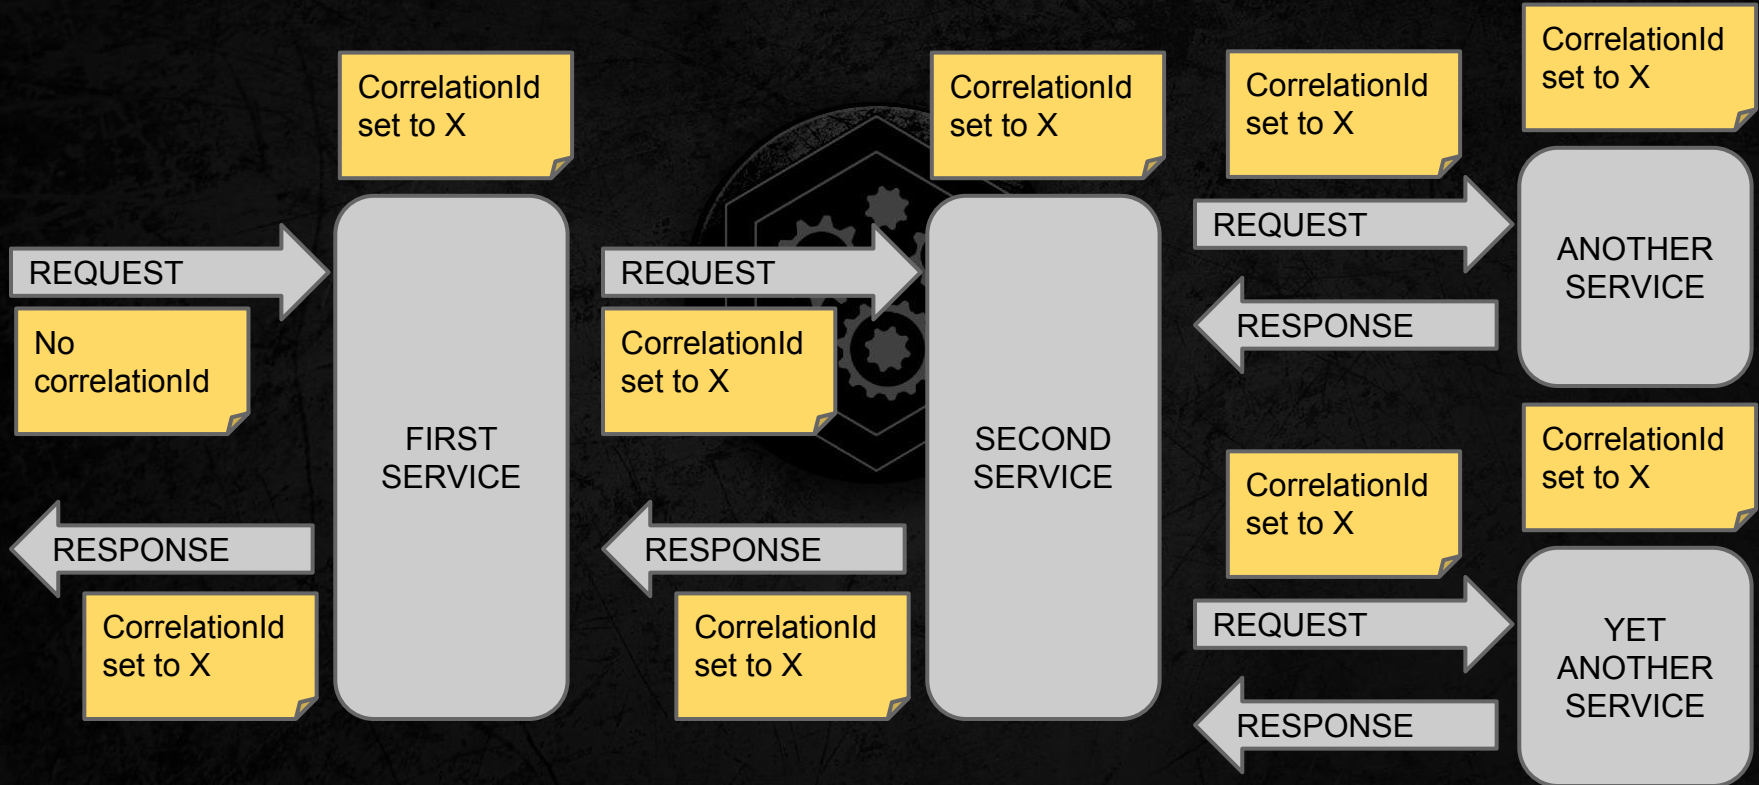 CorrelationId
set to X
CorrelationId
set to X
CorrelationId
set to X
CorrelationId
set to X
REQUEST
No
correlationId
FIRST
SERVICE
REQUEST
CorrelationId
set to X
SECOND
SERVICE
REQUEST
RESPONSE
ANOTHER
SERVICE
RESPONSE
CorrelationId
set to X
RESPONSE
CorrelationId
set to X
CorrelationId
set to X
CorrelationId
set to X
REQUEST
RESPONSE
YET
ANOTHER
SERVICE